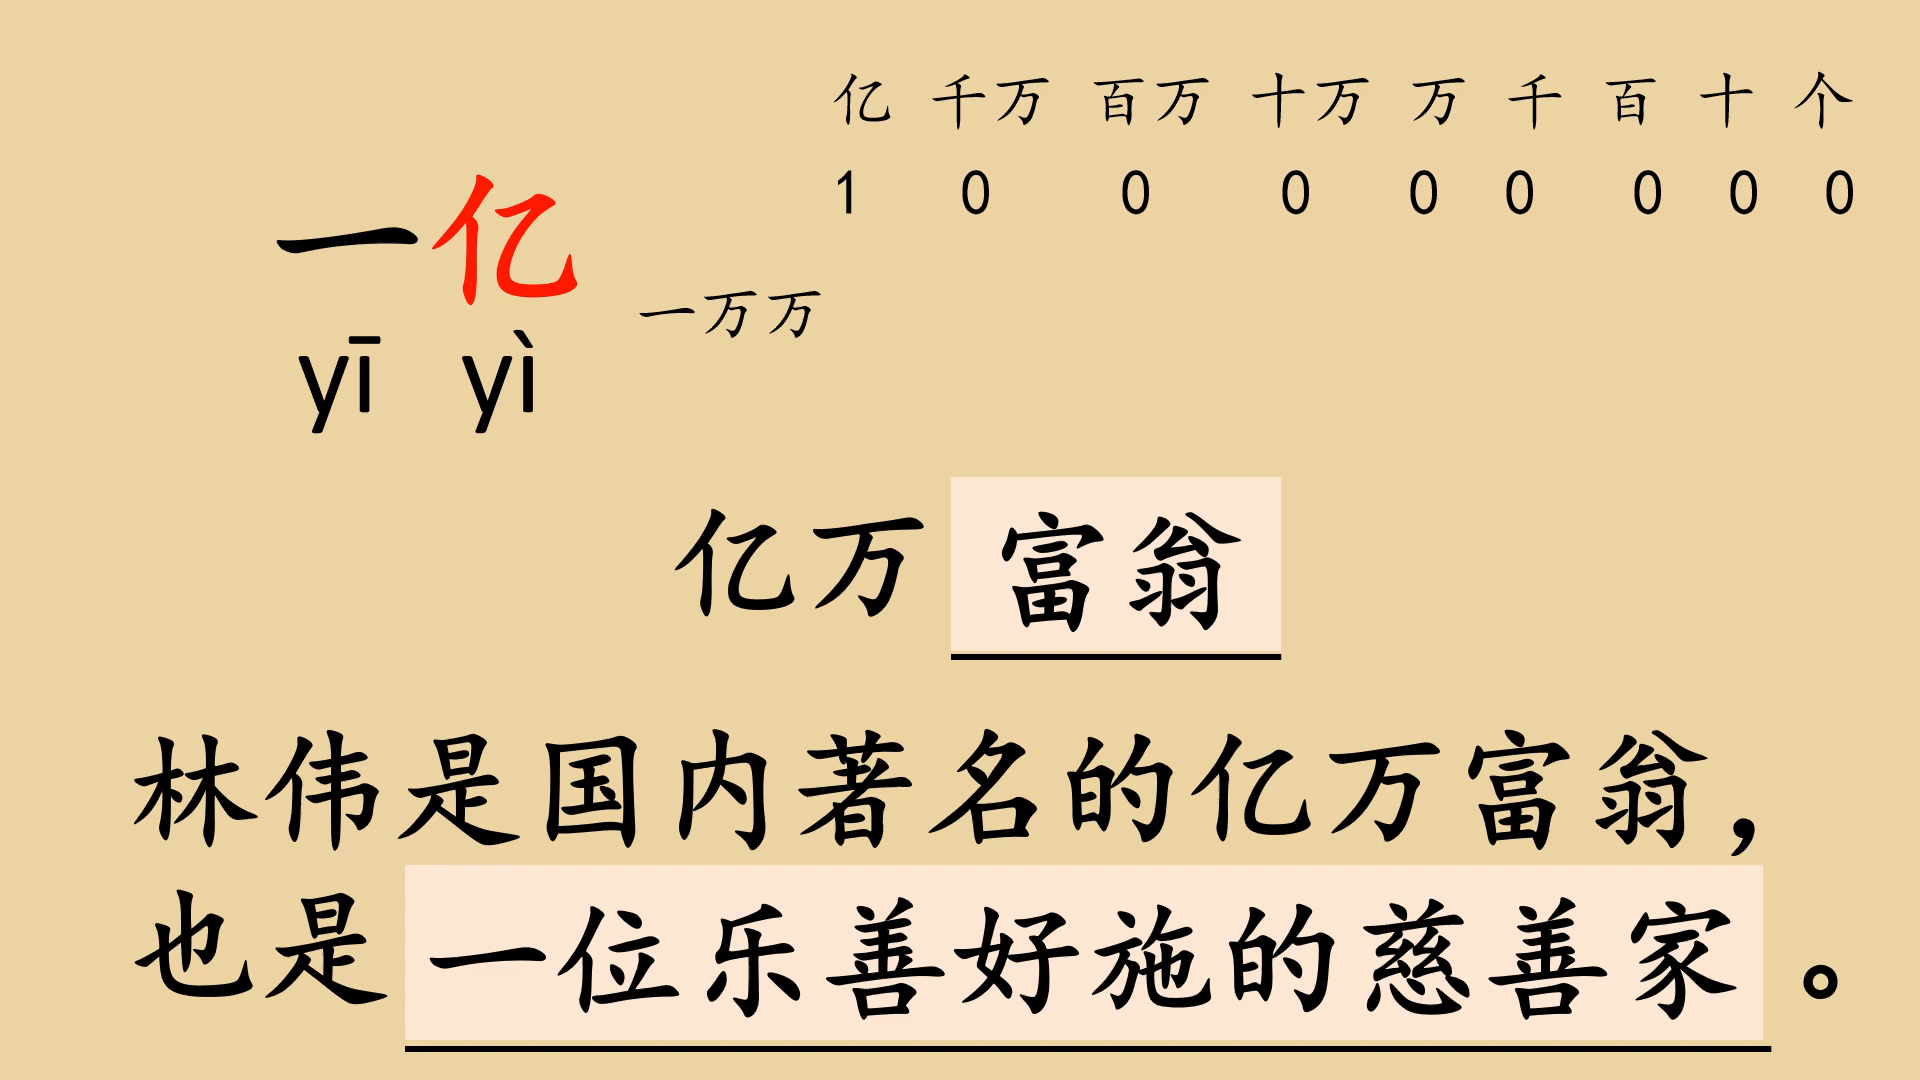 亿 千万 百万 十万 万 千 百 十 个
1 0 0 0 0 0 0 0 0
一亿
一万万
yī yì
亿万富翁
林伟是国内著名的亿万富翁，
也是一位乐善好施的慈善家。